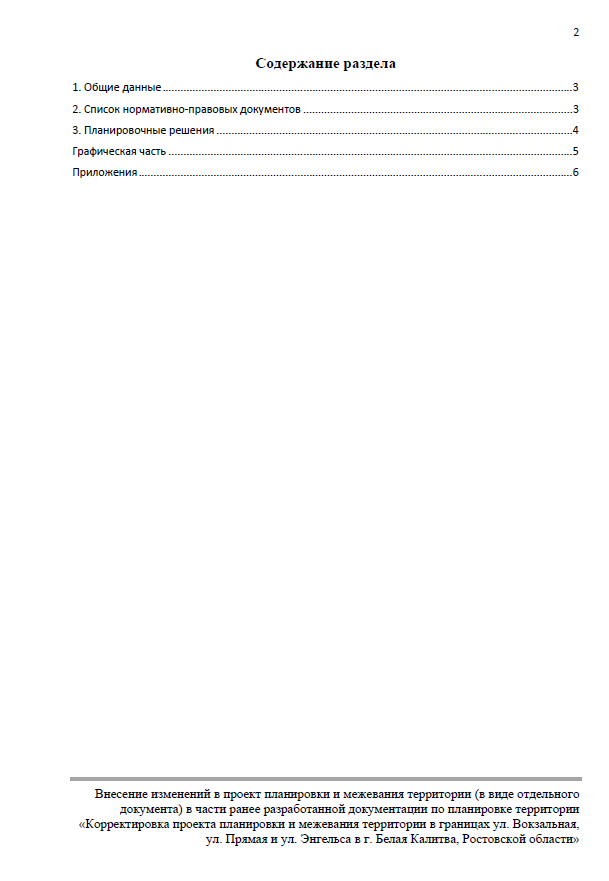 2
Содержание раздела
1. Общие данные 3
2. Список нормативно-правовых документов 3
3. Планировочные решения 4
Графическая часть 5
Приложения 6
Внесение изменений в проект планировки и межевания территории (в виде отдельного
документа) в части ранее разработанной документации по планировке территории
«Корректировка проекта планировки и межевания территории в границах ул. Вокзальная,
ул. Прямая и ул. Энгельса в г. Белая Калитва, Ростовской области»